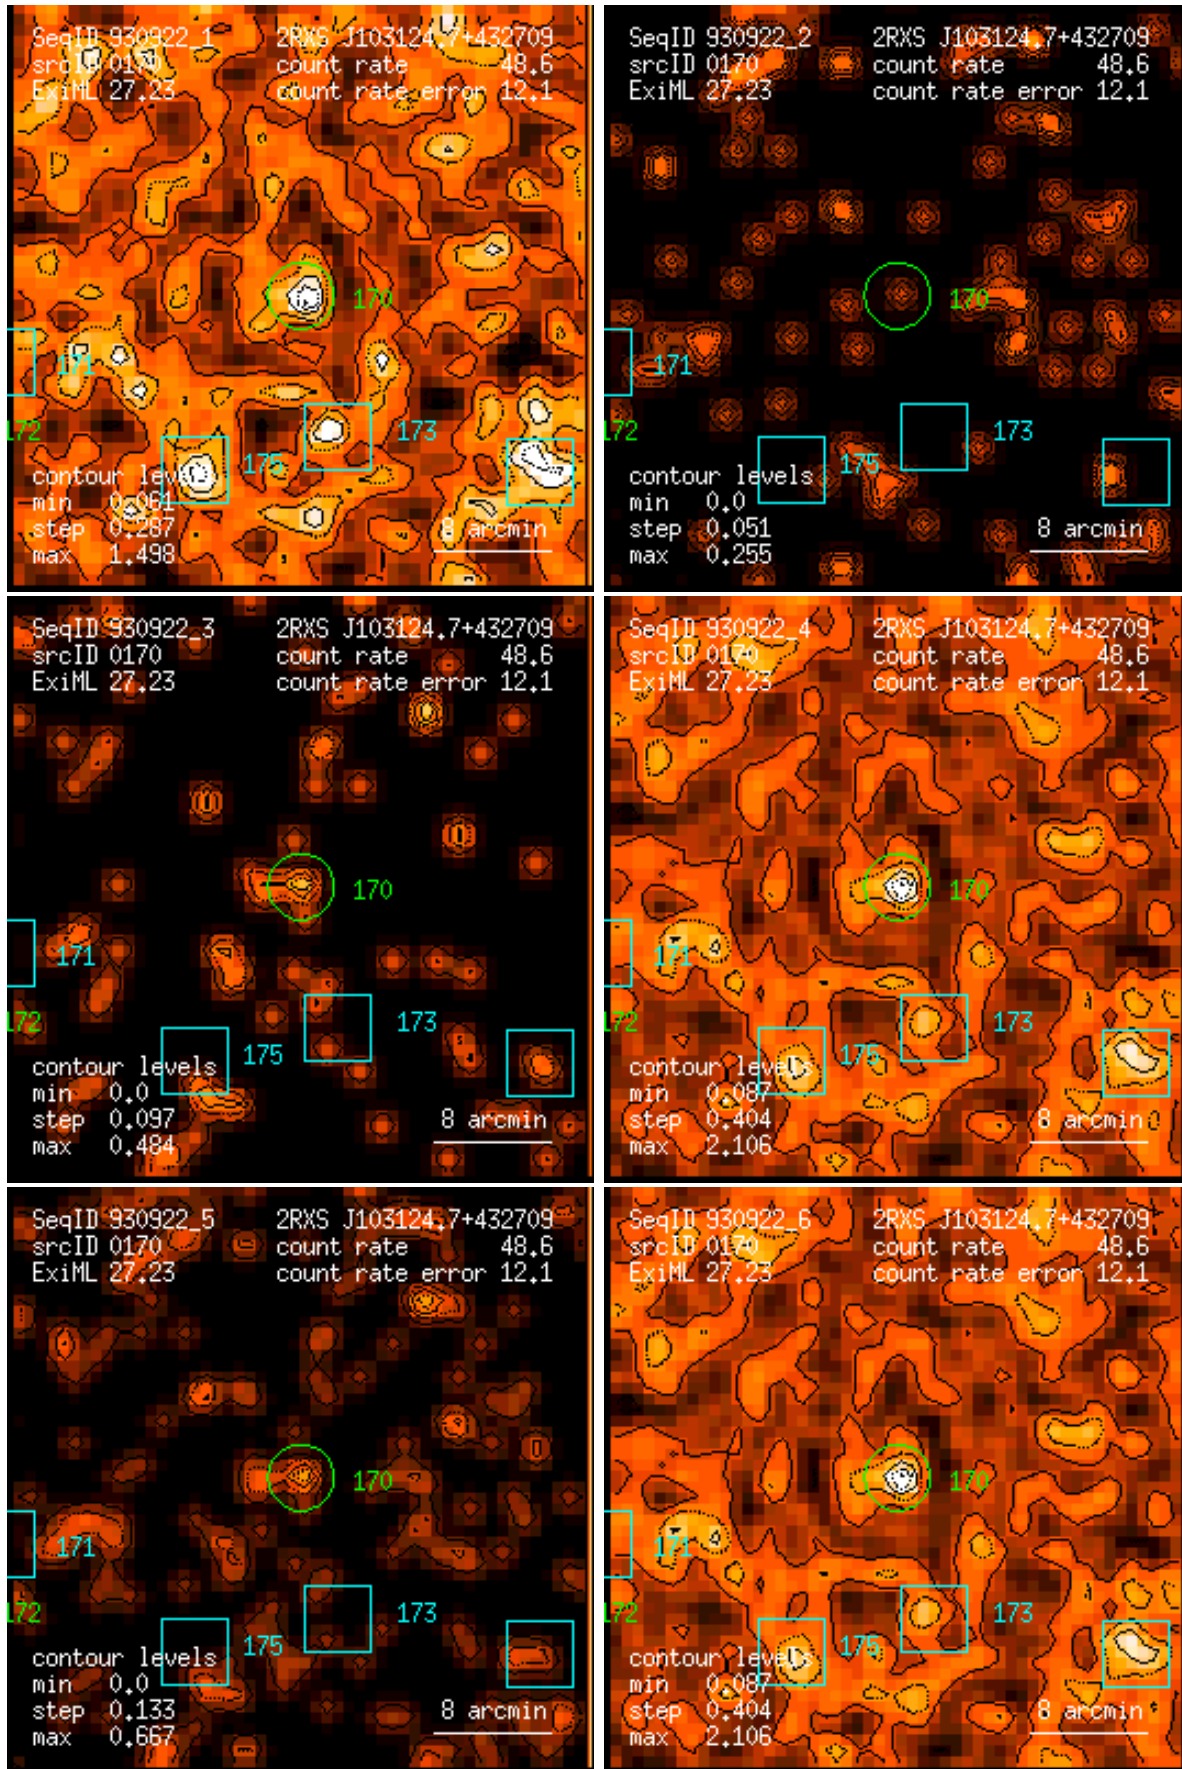 SeqID 930922_1 2RXS J103124.7+432709
srcID 0170 count rate 48.6
ExiML 27.23 count rate error 12.1
170
171
172 173
175
contour levels
min 0.061
step 0.287 8 arcmin
max 1.498
SeqID 930922_2 2RXS J103124.7+432709
srcID 0170 count rate 48.6
ExiML 27.23 count rate error 12.1
170
171
172 173
175
contour levels
min 0.0
step 0.051 8 arcmin
max 0.255
SeqID 930922_3 2RXS J103124.7+432709
srcID 0170 count rate 48.6
ExiML 27.23 count rate error 12.1
170
171
172 173
175
contour levels
min 0.0
step 0.097 8 arcmin
max 0.484
SeqID 930922_4 2RXS J103124.7+432709
srcID 0170 count rate 48.6
ExiML 27.23 count rate error 12.1
170
171
172 173
175
contour levels
min 0.087
step 0.404 8 arcmin
max 2.106
SeqID 930922_5 2RXS J103124.7+432709
srcID 0170 count rate 48.6
ExiML 27.23 count rate error 12.1
170
171
172 173
175
contour levels
min 0.0
step 0.133 8 arcmin
max 0.667
SeqID 930922_6 2RXS J103124.7+432709
srcID 0170 count rate 48.6
ExiML 27.23 count rate error 12.1
170
171
172 173
175
contour levels
min 0.087
step 0.404 8 arcmin
max 2.106